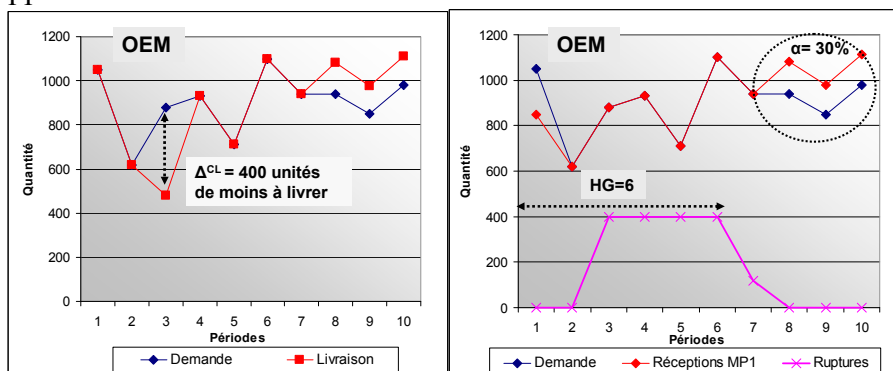 OEM
1200
1000
800
600
400
200
0
Quantité
ΔCL = 400 unités
de moins à livrer
1 2 3 4 5 6 7 8 9 10
Périodes
Demande Livraison
OEM
α= 30%
1200
1000
800
600
400
200
0
Quantité
HG=6
1 2 3 4 5 6 7 8 9 10
Périodes
Demande Réceptions MP1 Ruptures